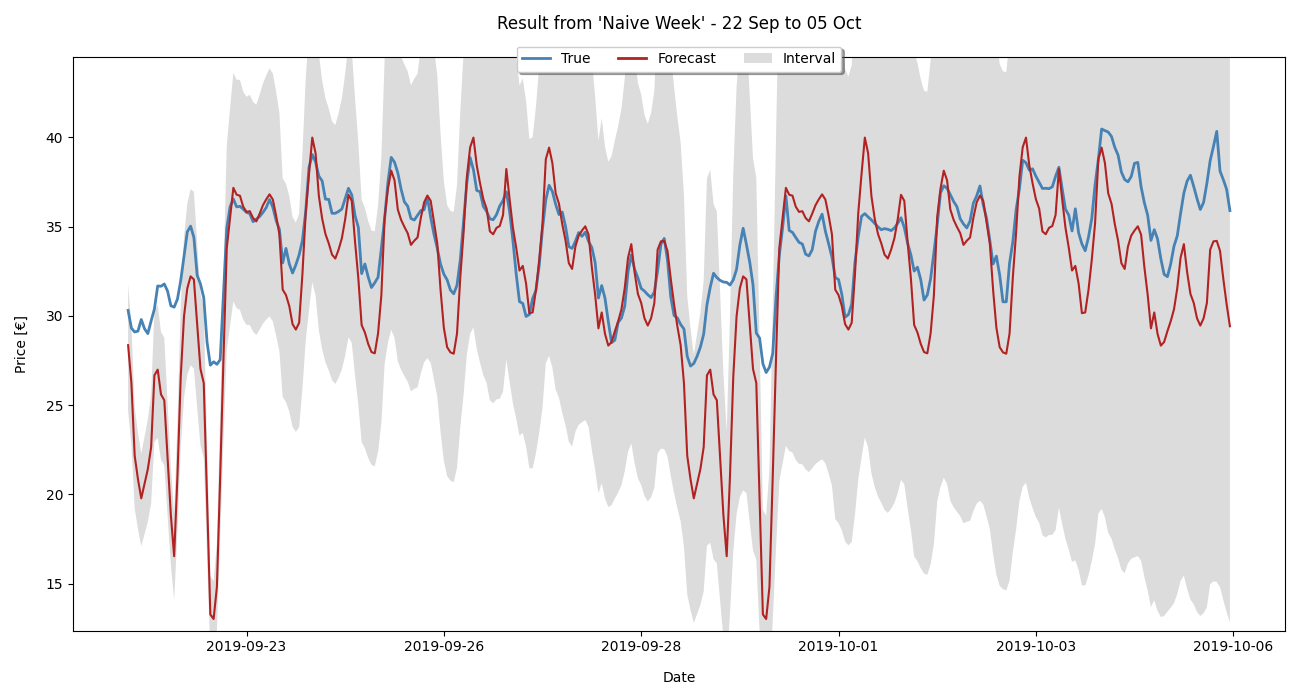 Result from 'Naive Week' - 22 Sep to 05 Oct
True Forecast Interval
Price [€]
40
35
30
25
20
15
2019-09-23 2019-09-26 2019-09-28 2019-10-01 2019-10-03 2019-10-06
Date